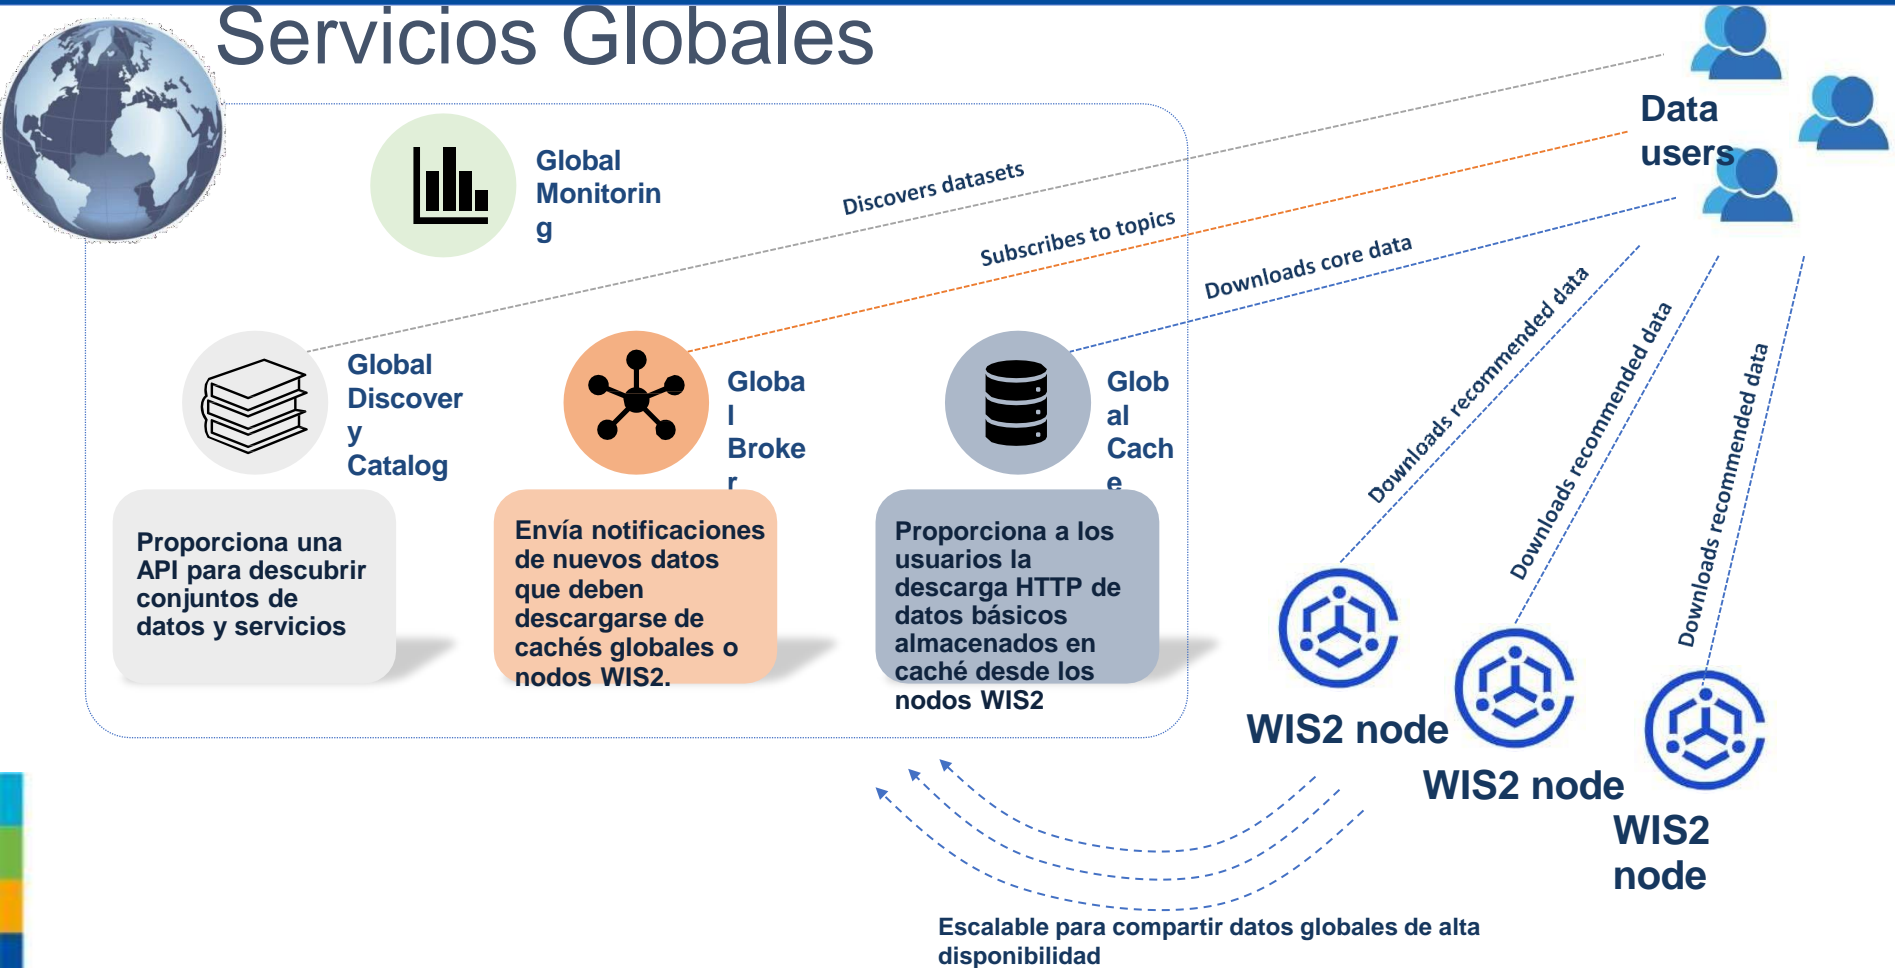 Servicios Globales
Global
Monitorin
g
Discovers datasets
Subscribes to topics
Downloads core data
Data
users
Global
Discover
y
Catalog
Globa
l
Broke
r
Glob
al
Cach
e
Proporciona una
API para descubrir
conjuntos de
datos y servicios
Envía notificaciones
de nuevos datos
que deben
descargarse de
cachés globales o
nodos WIS2.
Proporciona a los
usuarios la
descarga HTTP de
datos básicos
almacenados en
caché desde los
nodos WIS2
Downloads recommended data
Downloads recommended data
Downloads recommended data
WIS2 node
WIS2 node
WIS2
node
Escalable para compartir datos globales de alta
disponibilidad